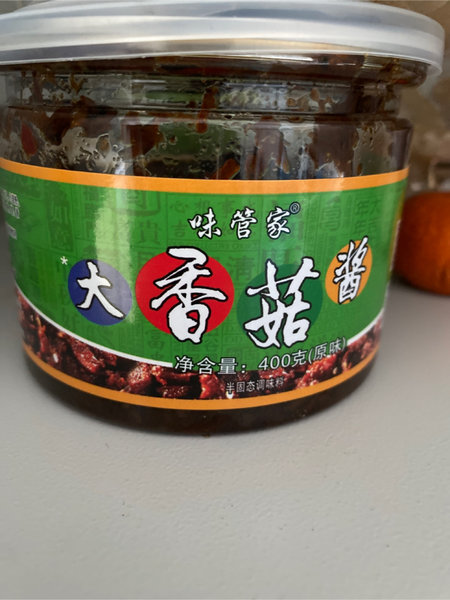 味管家®
*大香菇酱
净含量：400克(原味)
半固态调味料